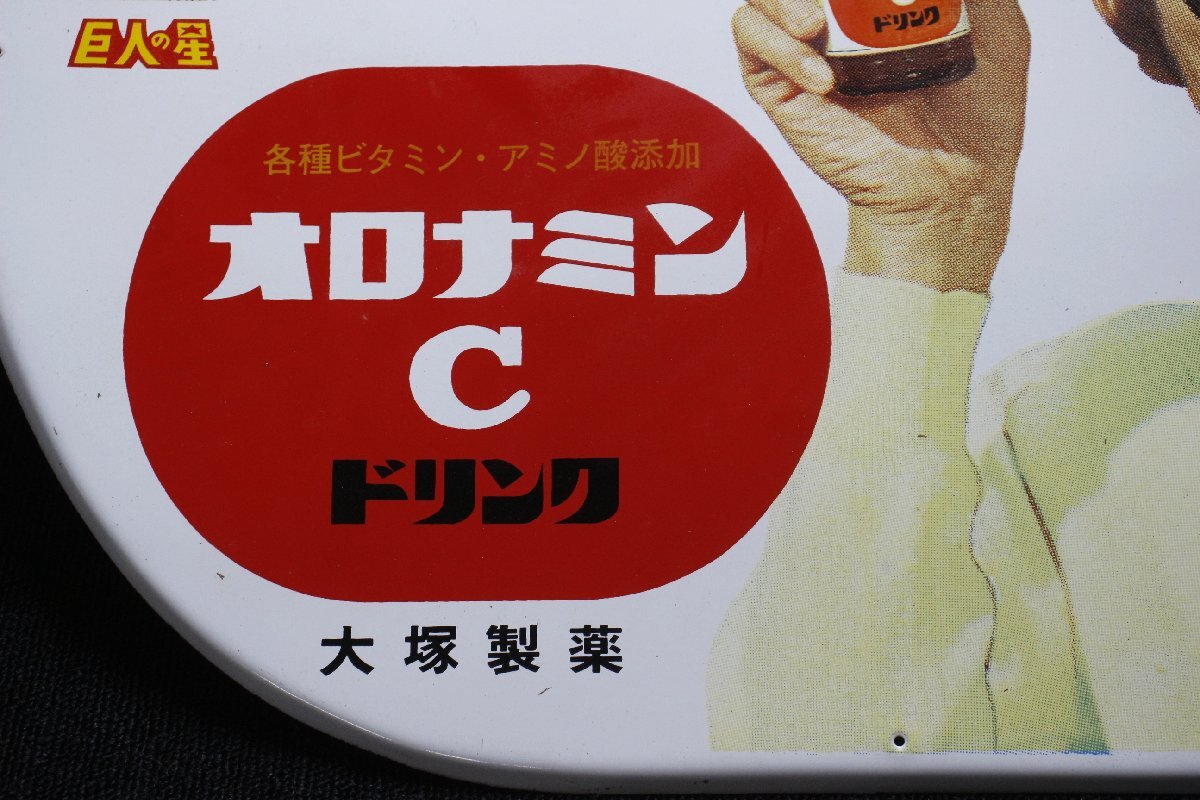 巨人の星
ドリンク
各種ビタミン・アミノ酸添加
オロナミン
C
ドリンク
大塚製薬